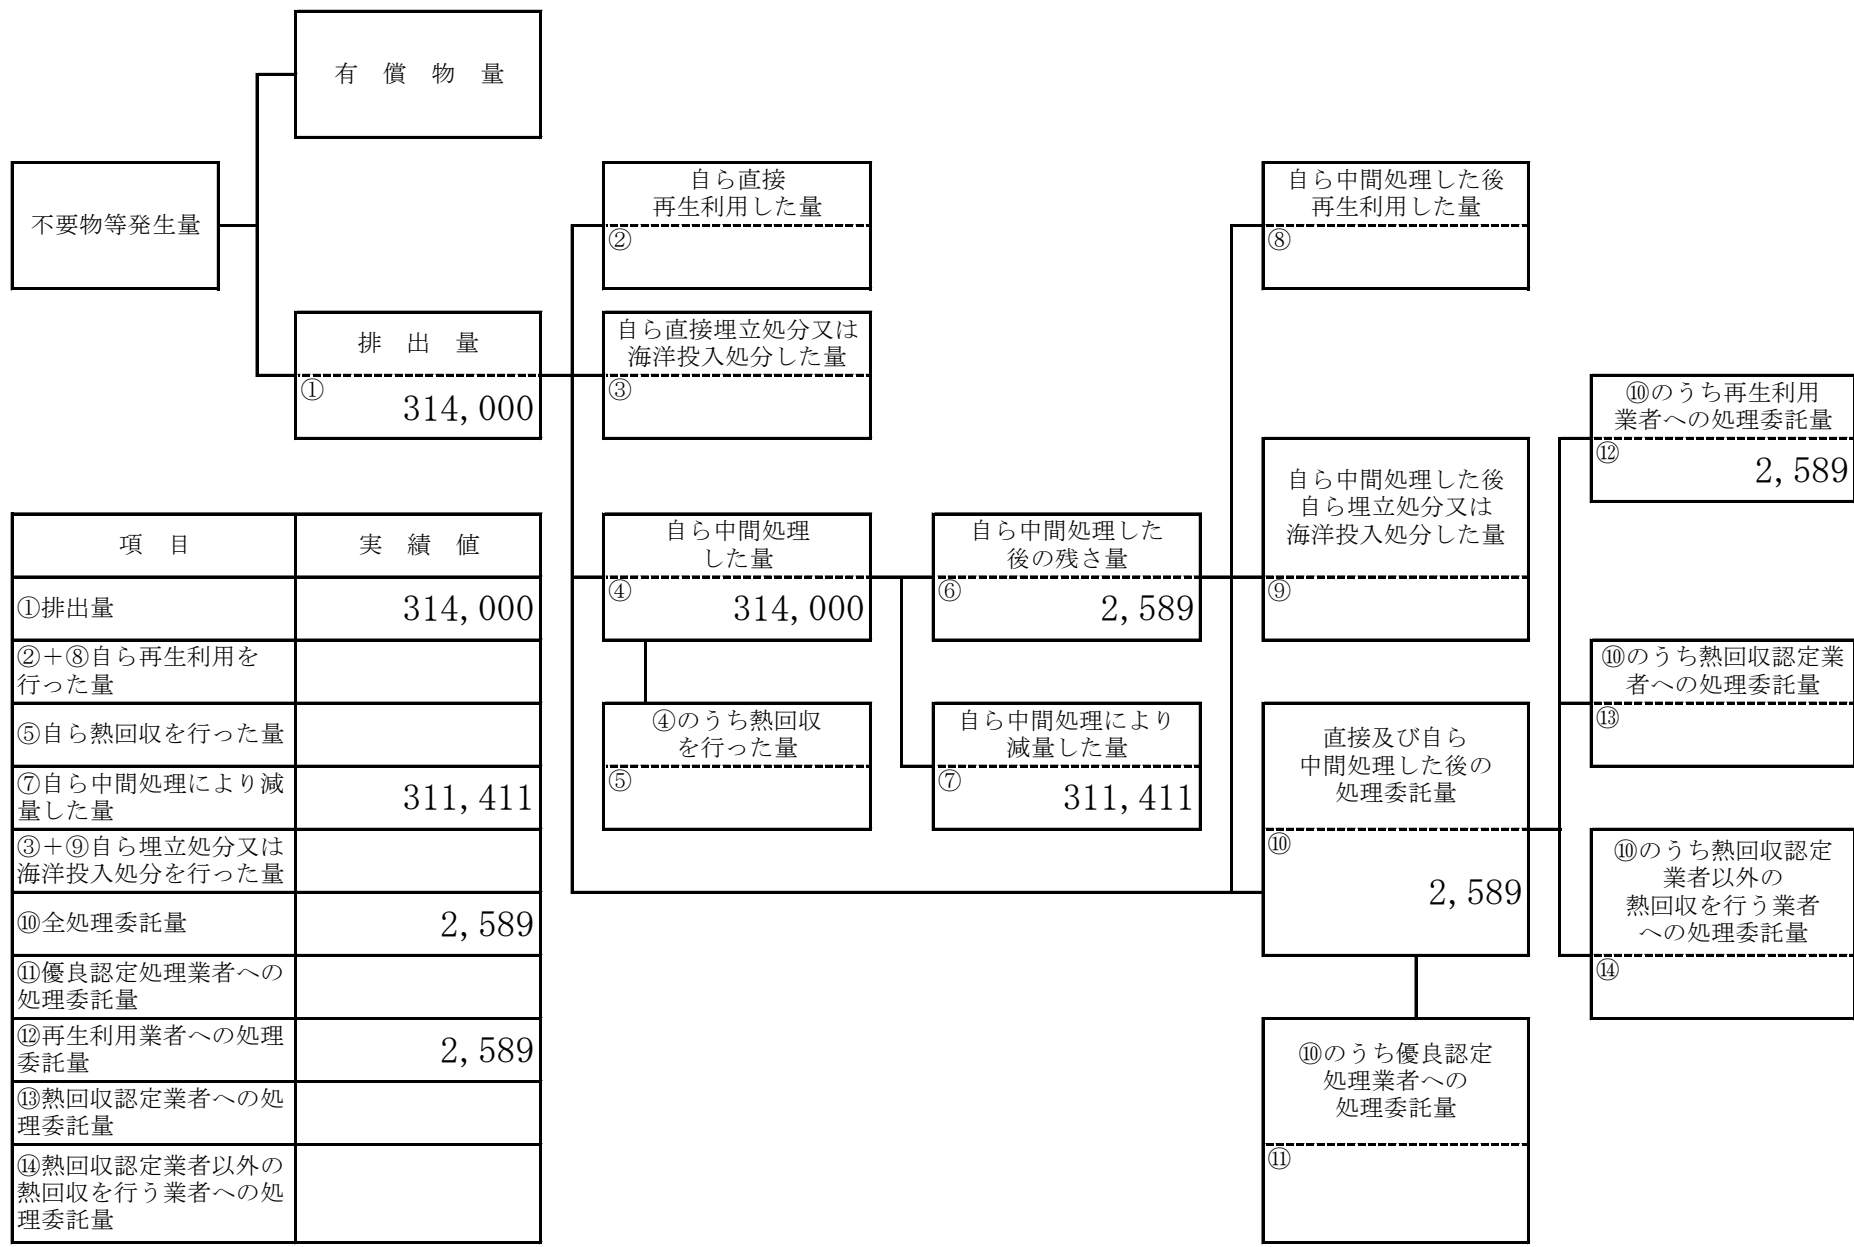 有 償 物 量
不要物等発生量
排 出 量
①
314,000
自ら直接
再生利用した量
②
自ら直接埋立処分又は
海洋投入処分した量
③
自ら中間処理
した量
④
314,000
④のうち熱回収
を行った量
⑤
自ら中間処理した
後の残さ量
⑥
2,589
自ら中間処理により
減量した量
⑦
311,411
自ら中間処理した後
再生利用した量
⑧
自ら中間処理した後
自ら埋立処分又は
海洋投入処分した量
⑨
直接及び自ら
中間処理した後の
処理委託量
⑩
2,589
⑩のうち優良認定
処理業者への
処理委託量
⑪
⑩のうち再生利用
業者への処理委託量
⑫
2,589
⑩のうち熱回収認定業
者への処理委託量
⑬
⑩のうち熱回収認定
業者以外の
熱回収を行う業者
への処理委託量
⑭
項 目
実 績 値
①排出量
314,000
②+⑧自ら再生利用を
行った量
⑤自ら熱回収を行った量
⑦自ら中間処理により減
量した量
311,411
③+⑨自ら埋立処分又は
海洋投入処分を行った量
⑩全処理委託量
2,589
⑪優良認定処理業者への
処理委託量
⑫再生利用業者への処理
委託量
2,589
⑬熱回収認定業者への処
理委託量
⑭熱回収認定業者以外の
熱回収を行う業者への処
理委託量